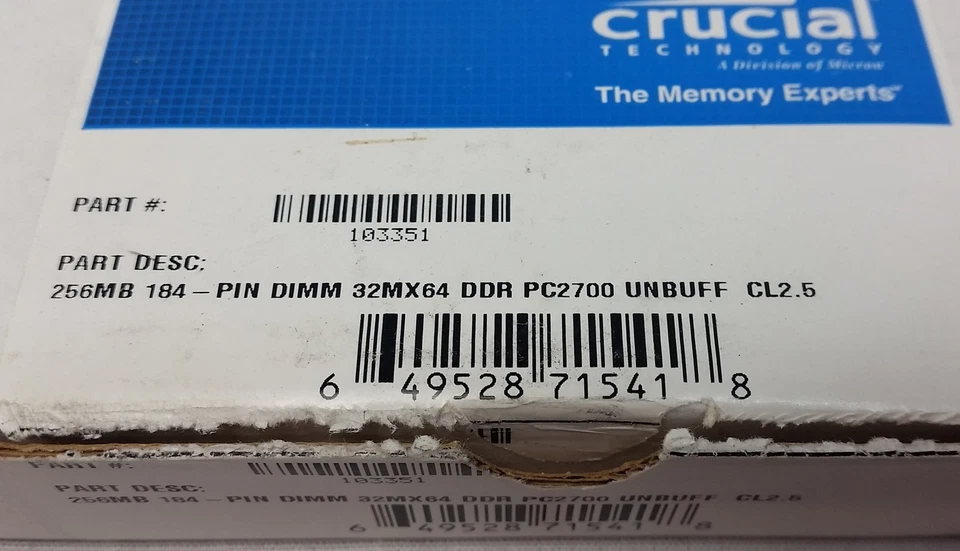 crucial
TECHNOLOGY
A Division of Micron
The Memory Experts℠
PART #:
103351
PART DESC:
256MB 184-PIN DIMM 32MX64 DDR PC2700 UNBUFF CL2.5
6 49528 71541 8
PART #:
103351
PART DESC:
256MB 184-PIN DIMM 32MX64 DDR PC2700 UNBUFF CL2.5
6 49528 71541 8